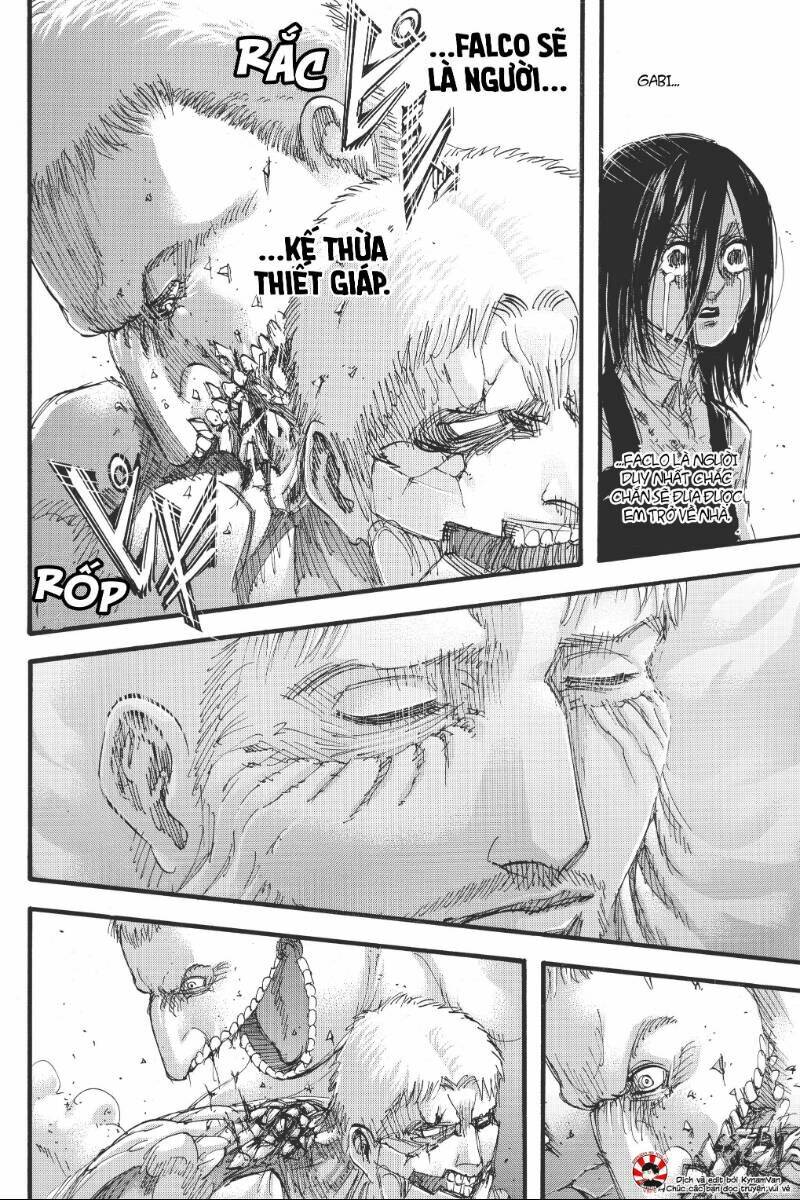 GABI...
...FACLO LÀ NGƯỜI
DUY NHẤT CHẮC
CHẮN SẼ ĐƯA ĐƯỢC
EM TRỞ VỀ NHÀ.
...FALCO SẼ
LÀ NGƯỜI...
RẮC
...KẾ THỪA
THIẾT GIÁP.
RỐP
Dịch và edit bởi KynanVan
Chúc các bạn đọc truyện vui vẻ